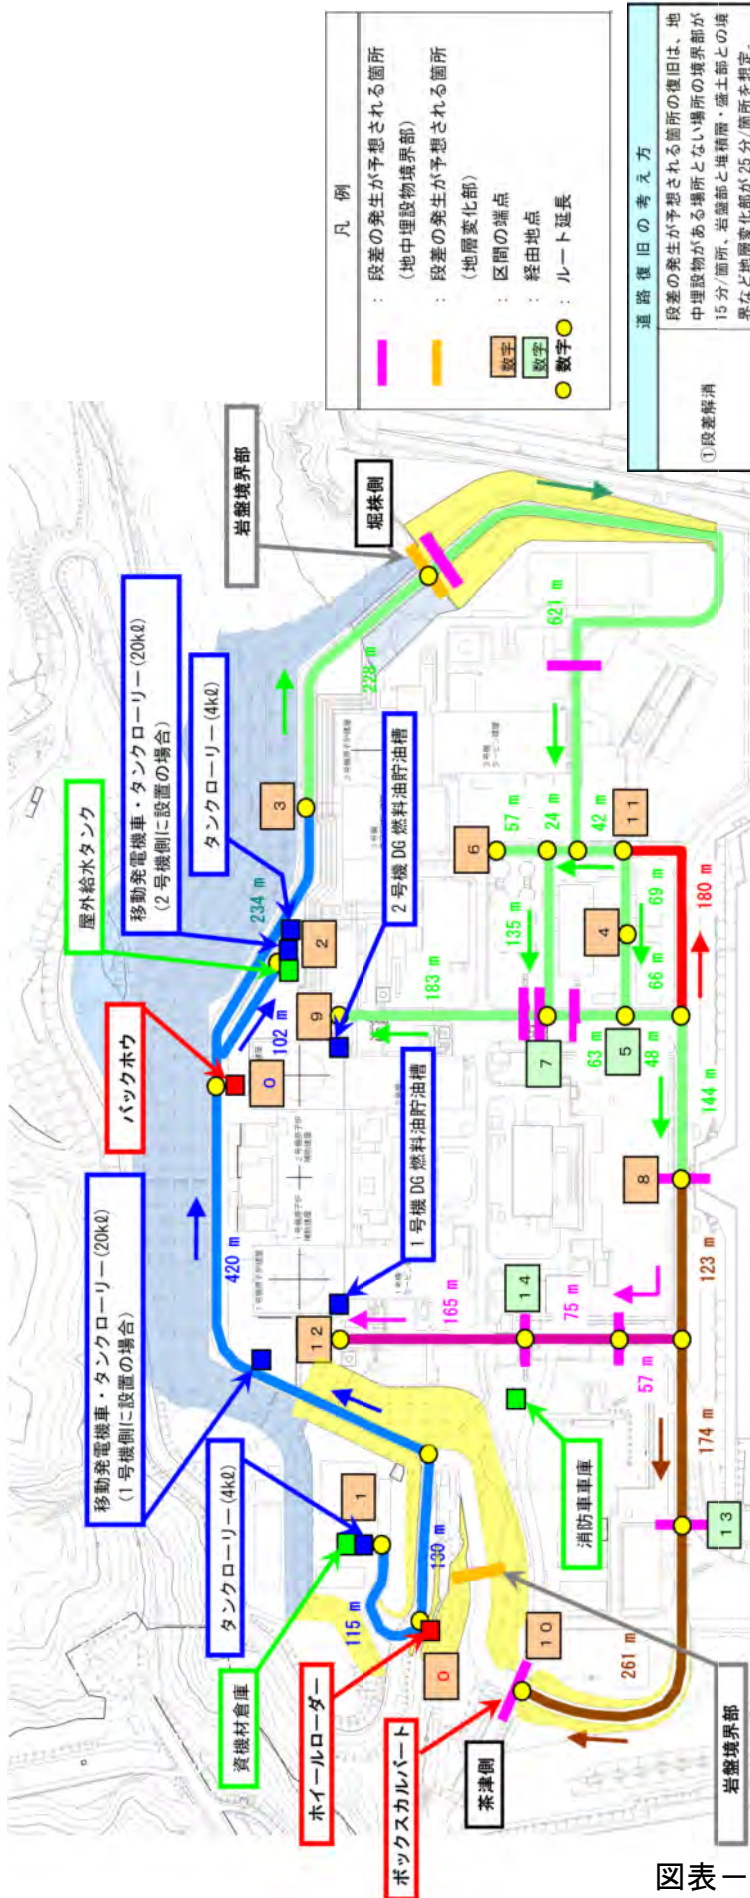 凡 例
： 段差の発生が予想される箇所
（地中埋設物境界部）
： 段差の発生が予想される箇所
（地層変化部）
数字 ： 区間の端点
数字 ： 経由地点
数字 ： ルート延長
道 路 復 旧 の 考 え 方
①段差解消
段差の発生が予想される箇所の復旧は、地
中埋設物がある場所とない場所の境界部が
15 分/箇所、岩盤部と堆積層・盛土部との境
界など地層変化部が 25 分/箇所を想定。
岩盤境界部
堀株側
移動発電機車・タンクローリー(20kℓ)
(2 号機側に設置の場合)
タンクローリー(4kℓ)
屋外給水タンク
2 号機 DG 燃料油貯油槽
バックホウ
移動発電機車・タンクローリー(20kℓ)
(1 号機側に設置の場合)
1 号機 DG 燃料油貯油槽
タンクローリー(4kℓ)
資機材倉庫
ホイールローダー
ボックスカルバート
茶津側
消防車車庫
岩盤境界部
115 m
130 m
420 m
102 m
234 m
228 m
621 m
57 m
24 m
42 m
69 m
66 m
135 m
183 m
63 m
48 m
180 m
144 m
123 m
165 m
75 m
57 m
174 m
261 m
0
0
1
2
3
4
5
6
7
8
9
10
11
12
13
14
図表－